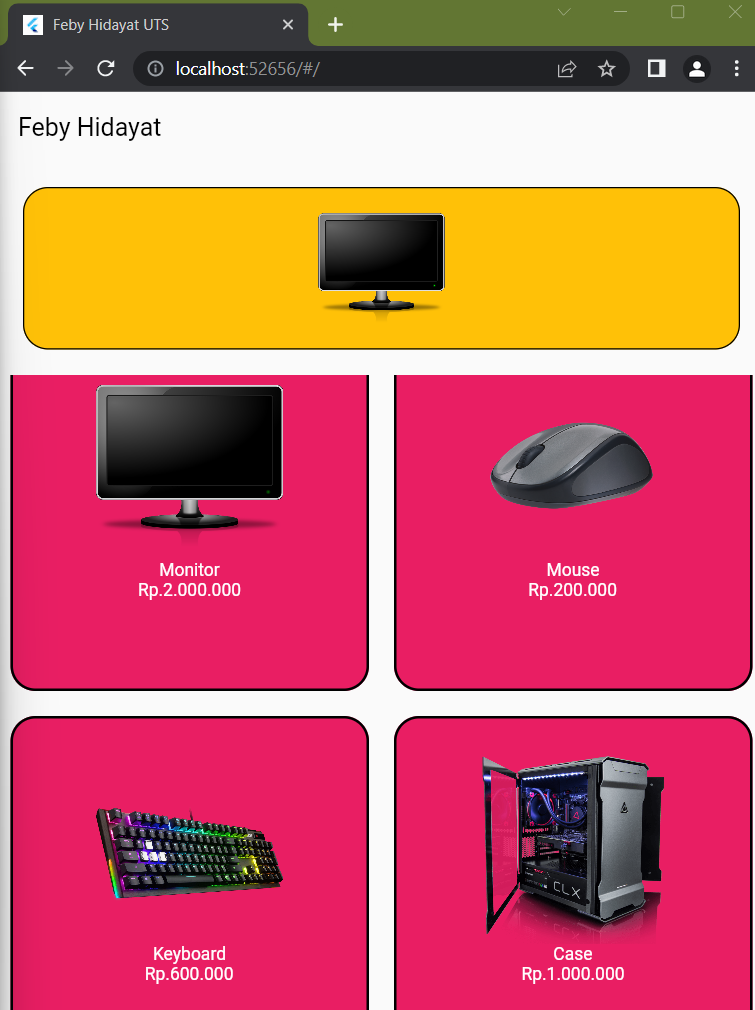 Feby Hidayat UTS
localhost:52656/#/
Feby Hidayat
Monitor
Rp.2.000.000
Mouse
Rp.200.000
Keyboard
Rp.600.000
CLX
Case
Rp.1.000.000